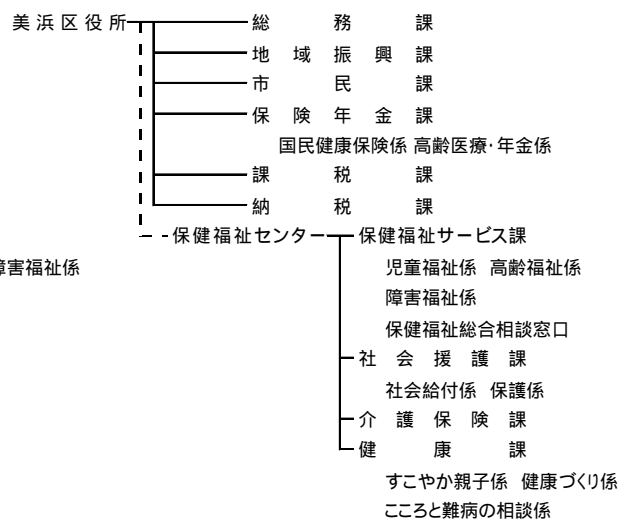 美浜区役所 総務課
地域振興課
市民課
保険年金課
国民健康保険係 高齢医療・年金係
課税課
納税課
保健福祉センター 保健福祉サービス課
障害福祉係 児童福祉係 高齢福祉係
障害福祉係
保健福祉総合相談窓口
社会援護課
社会給付係 保護係
介護保険課
健康課
すこやか親子係 健康づくり係
こころと難病の相談係